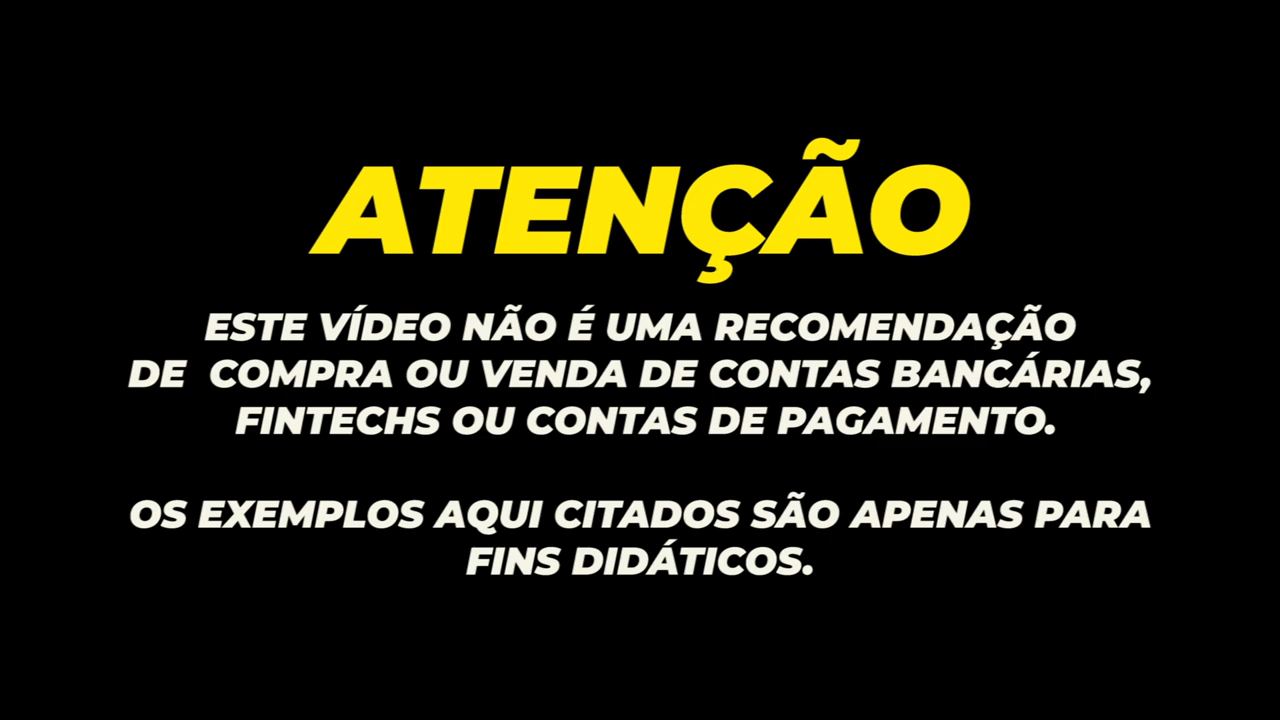 ATENÇÃO
ESTE VÍDEO NÃO É UMA RECOMENDAÇÃO
DE COMPRA OU VENDA DE CONTAS BANCÁRIAS,
FINTECHS OU CONTAS DE PAGAMENTO.
OS EXEMPLOS AQUI CITADOS SÃO APENAS PARA
FINS DIDÁTICOS.